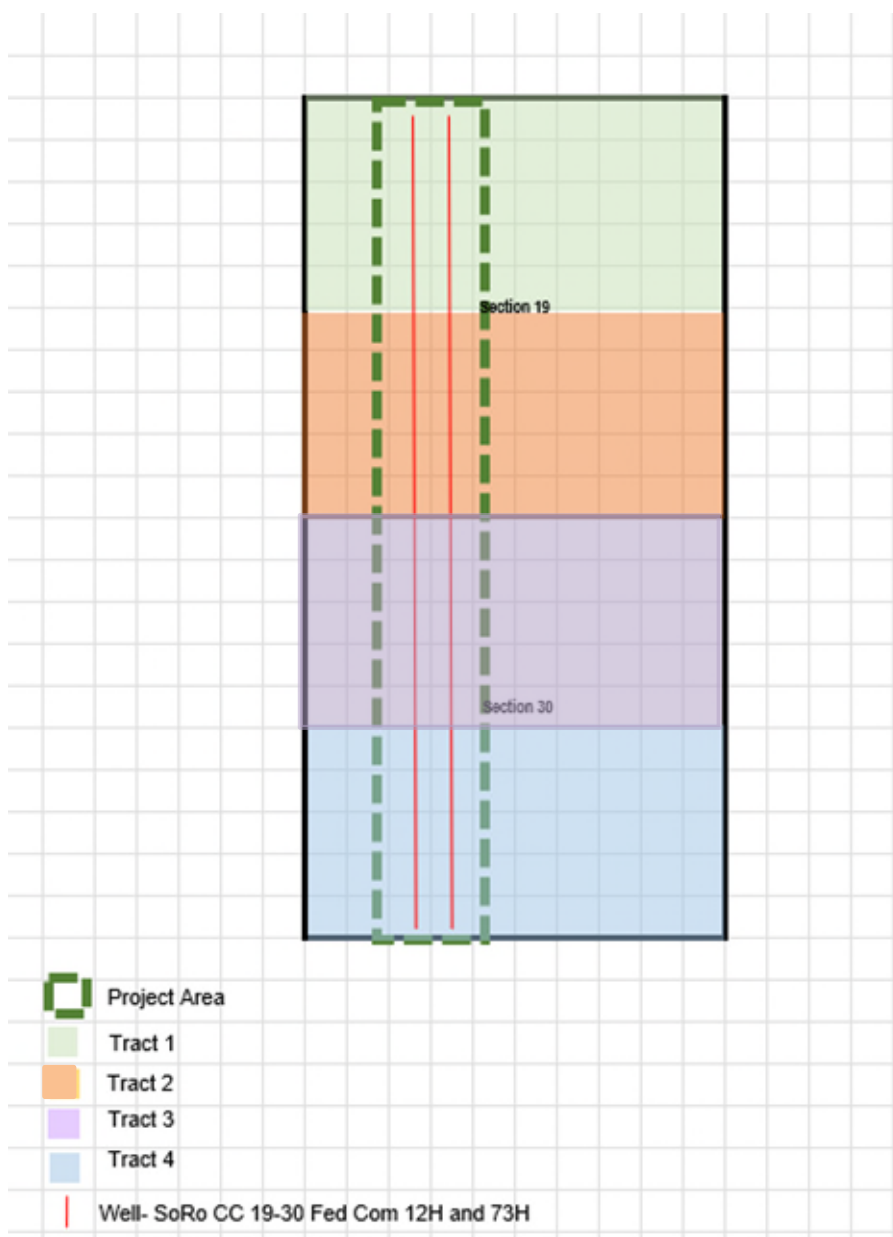 Section 19
Section 30
Project Area
Tract 1
Tract 2
Tract 3
Tract 4
Well- SoRo CC 19-30 Fed Com 12H and 73H